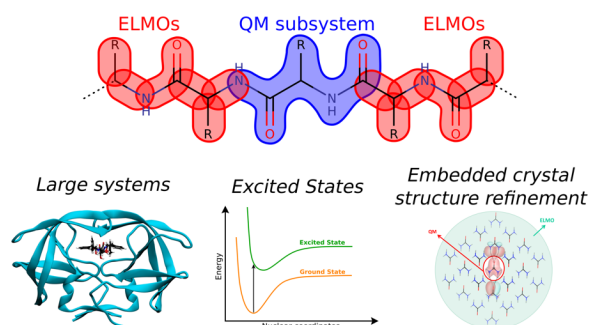 ELMOs QM subsystem ELMOs
R O R O R
N H N H
H N H N
O R O R O
Large systems
Excited States
Embedded crystal
structure refinement
Energy
Excited State
Ground State
QM
ELMO